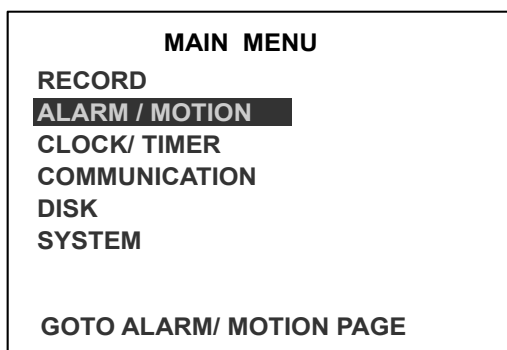 MAIN MENU
RECORD
ALARM / MOTION
CLOCK/ TIMER
COMMUNICATION
DISK
SYSTEM
GOTO ALARM/ MOTION PAGE